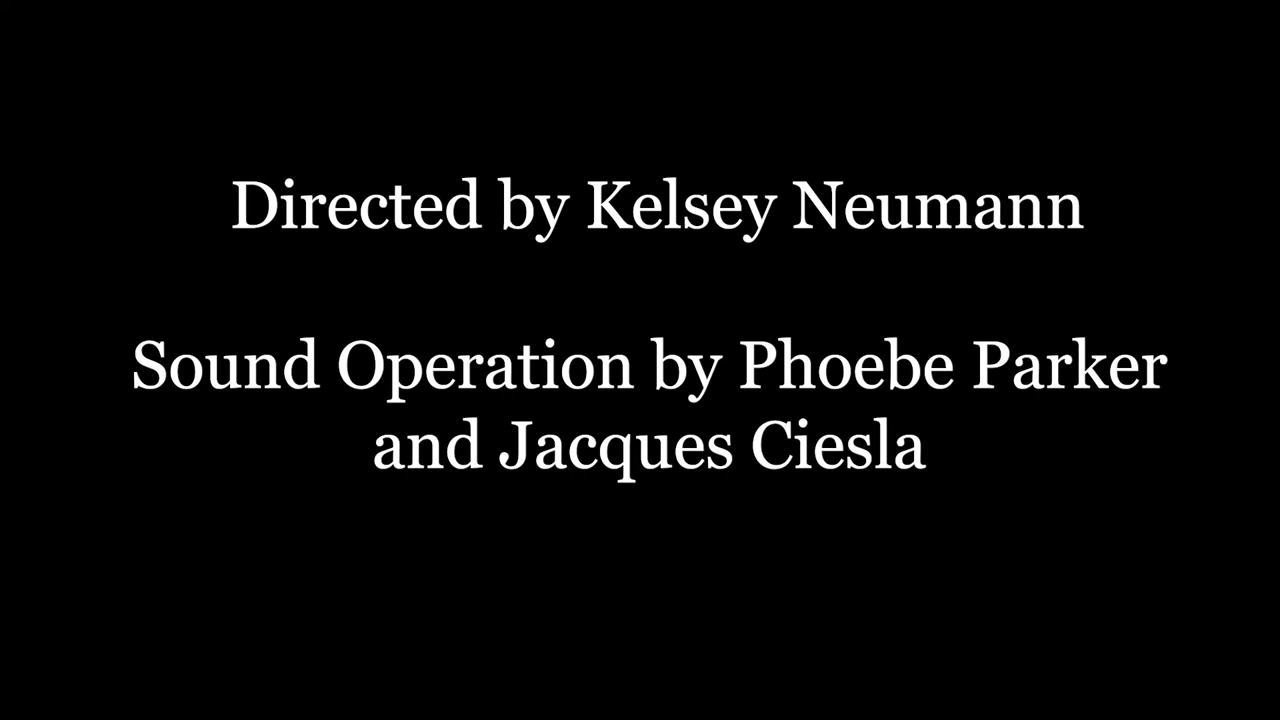 Directed by Kelsey Neumann
Sound Operation by Phoebe Parker
and Jacques Ciesla